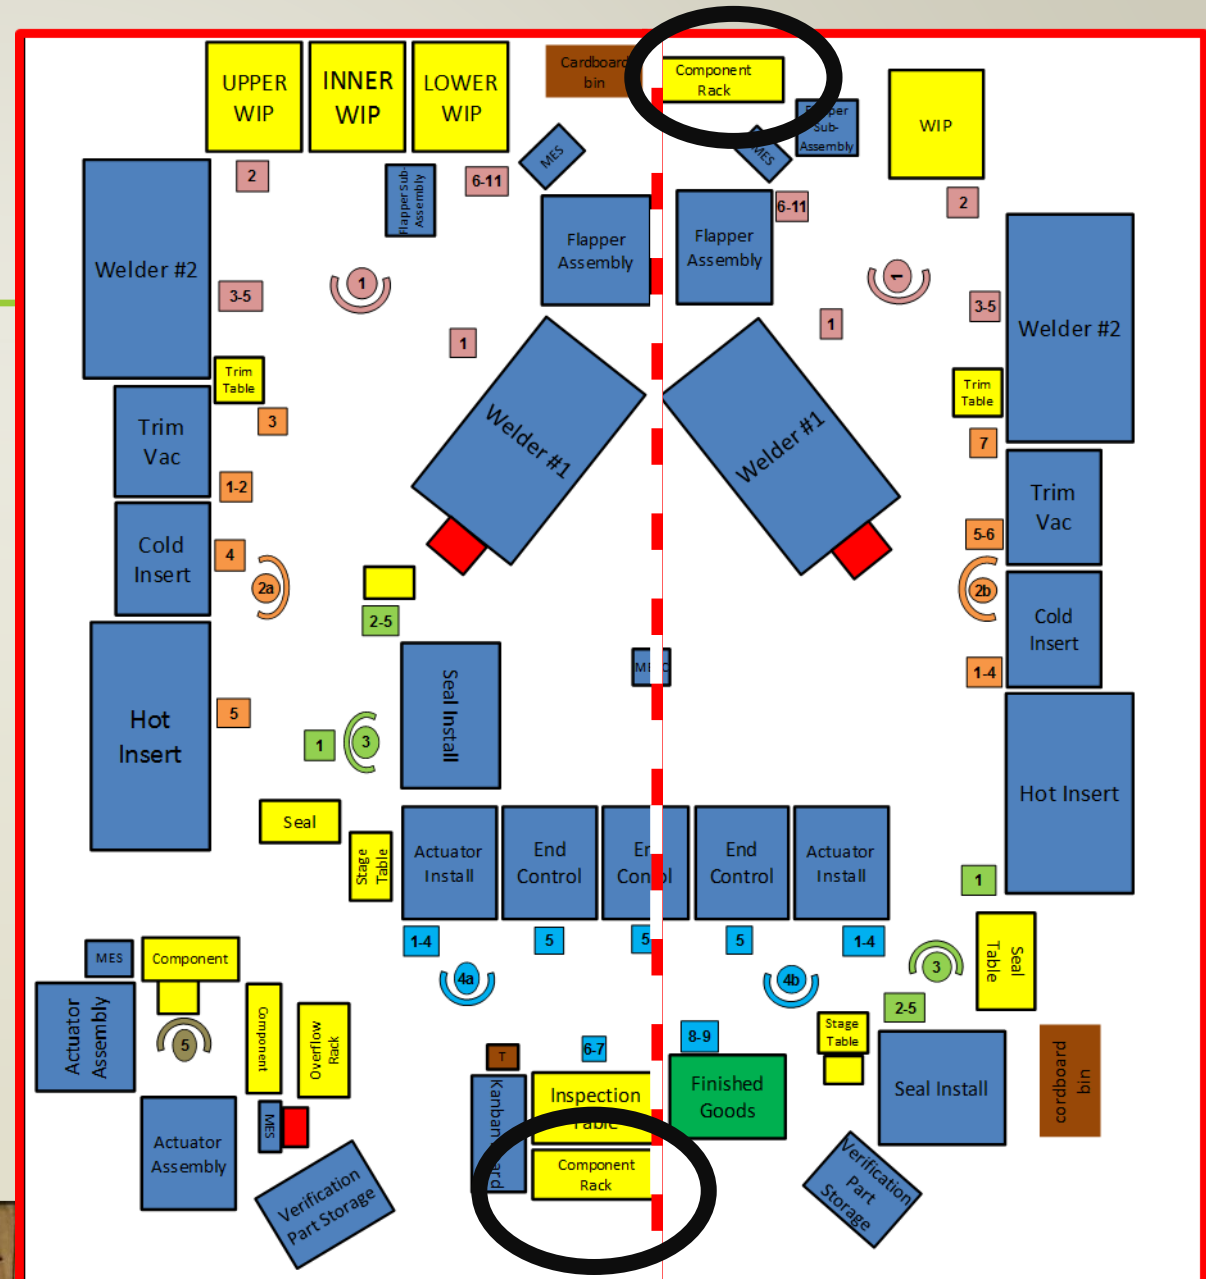 UPPER
WIP
INNER
WIP
LOWER
WIP
Cardboard
bin
Component
Rack
MES
MES
Sub-
Assembly
WIP
2
6-11
Flapper Sub-
Assembly
6-11
2
Welder #2
Flapper
Assembly
Flapper
Assembly
1
1
3-5
3-5
Welder #2
1
1
Trim
Table
Trim
Table
3
7
Trim
Vac
Welder #1
Welder #1
1-2
Trim
Vac
5-6
Cold
Insert
4
2a
2b
2-5
Cold
Insert
1-4
Hot
Insert
5
1
3
Seal Install
Hot Insert
Seal
Stage
Table
Actuator
Install
End
Control
End
Control
Actuator
Install
1
1-4
5
5
5
1-4
MES
Component
4a
4b
3
Seal
Table
Actuator
Assembly
5
Component
Overflow
Rack
2-5
T
6-7
8-9
Stage
Table
Inspection
Finished
Goods
Seal Install
cordboard
bin
Actuator
Assembly
MES
Verification
Part Storage
Component
Rack
Verification
Part
Storage